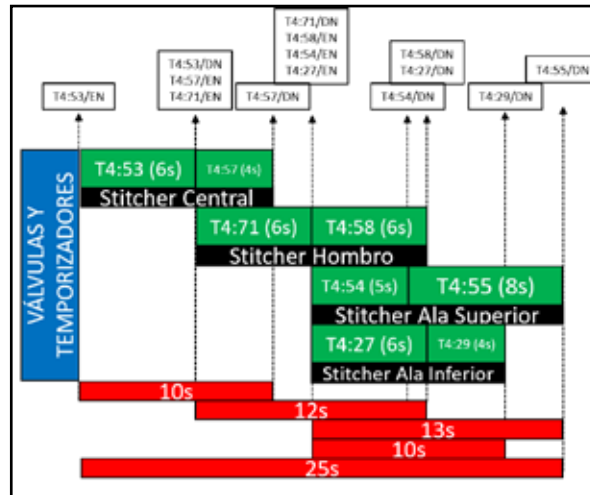 T4:71/DN
T4:58/EN
T4:54/EN
T4:27/EN
T4:53/DN
T4:57/EN
T4:71/EN
T4:58/DN
T4:27/DN
T4:55/DN
T4:53/EN
T4:57/DN
T4:54/DN
T4:29/DN
VÁLVULAS Y
TEMPORIZADORES
T4:53 (6s)
T4:57 (4s)
Stitcher Central
T4:71 (6s)
T4:58 (6s)
Stitcher Hombro
T4:54 (5s)
T4:55 (8s)
Stitcher Ala Superior
T4:27 (6s)
T4:29 (4s)
Stitcher Ala Inferior
10s
12s
13s
10s
25s